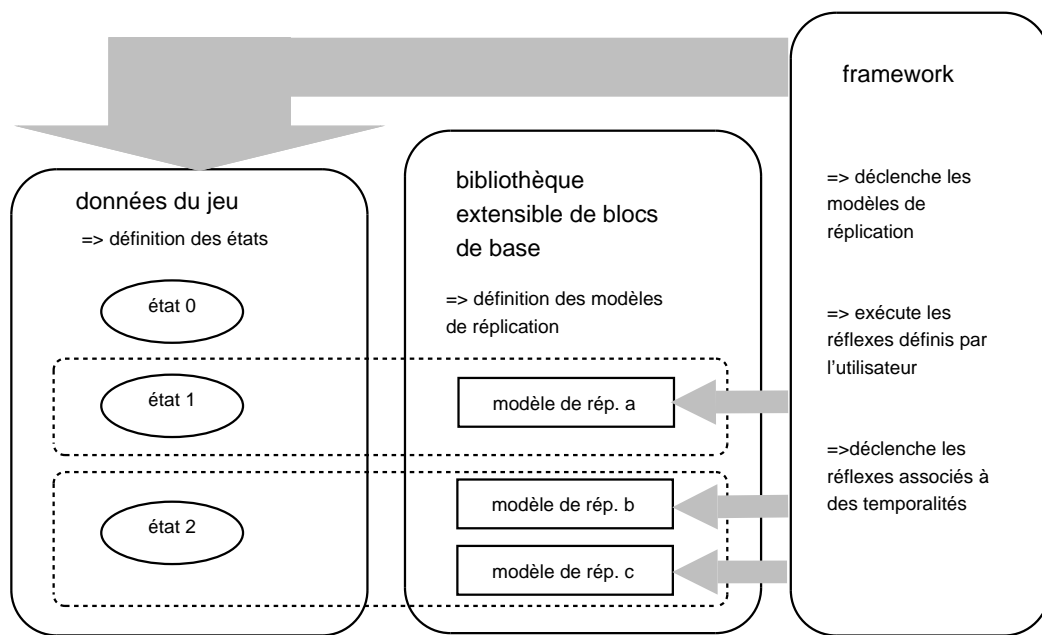 données du jeu
=> définition des états
état 0
état 1
état 2
bibliothèque
extensible de blocs
de base
=> définition des modèles
de réplication
modèle de rép. a
modèle de rép. b
modèle de rép. c
framework
=> déclenche les
modèles de
réplication
=> exécute les
réflexes définis par
l'utilisateur
=>déclenche les
réflexes associés à
des temporalités